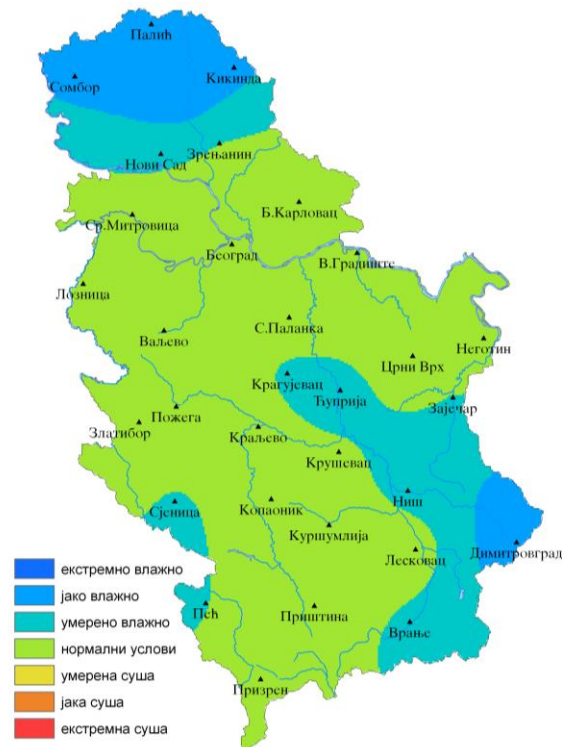 Палић
Сомбор
Кикинда
Зрењанин
Нови Сад
Б.Карловац
Ср.Митровица
Београд
В.Градиште
Лозница
С.Паланка
Ваљево
Неготин
Црни Врх
Крагујевац
Ћуприја
Зајечар
Пожега
Златибор
Краљево
Крушевац
Ниш
Сјеница
Копаоник
Куршумлија
Лесковац
Димитровград
Пећ
Приштина
Врање
Призрен
екстремно влажно
јако влажно
умерено влажно
нормални услови
умерена суша
јака суша
екстремна суша